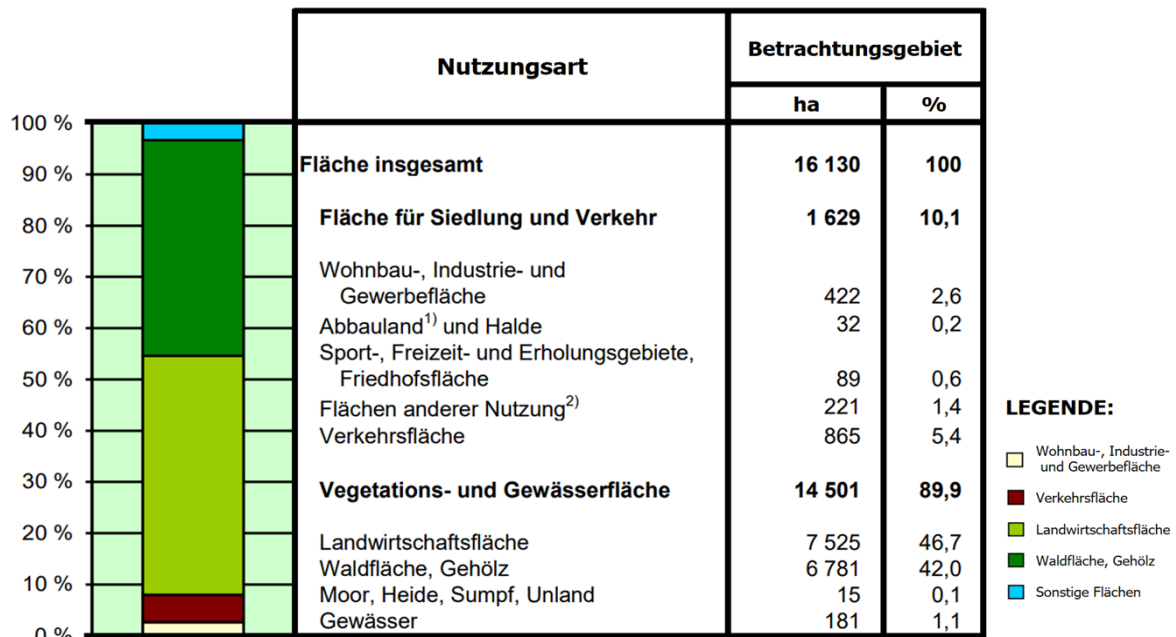 Nutzungsart
Betrachtungsgebiet
ha %
100 %
90 %
80 %
70 %
60 %
50 %
40 %
30 %
20 %
10 %
0 %
Fläche insgesamt 16 130 100
Fläche für Siedlung und Verkehr 1 629 10,1
Wohnbau-, Industrie- und
Gewerbefläche 422 2,6
Abbauland1) und Halde 32 0,2
Sport-, Freizeit- und Erholungsgebiete,
Friedhofsfläche 89 0,6
Flächen anderer Nutzung2) 221 1,4
Verkehrsfläche 865 5,4
Vegetations- und Gewässerfläche 14 501 89,9
Landwirtschaftsfläche 7 525 46,7
Waldfläche, Gehölz 6 781 42,0
Moor, Heide, Sumpf, Unland 15 0,1
Gewässer 181 1,1
LEGENDE:
Wohnbau-, Industrie-
und Gewerbefläche
Verkehrsfläche
Landwirtschaftsfläche
Waldfläche, Gehölz
Sonstige Flächen